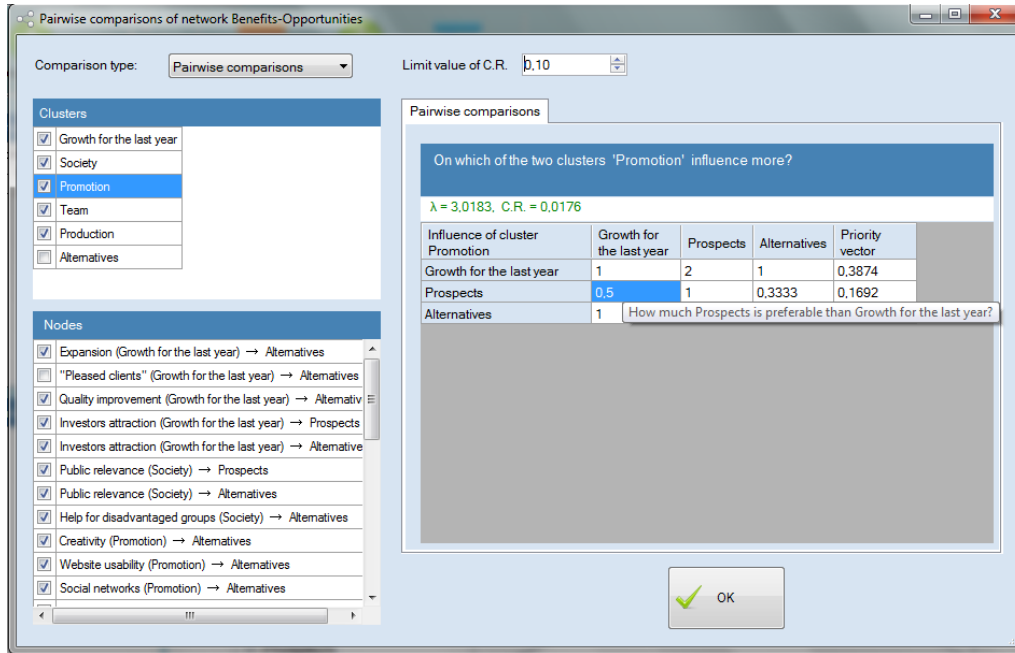 Pairwise comparisons of network Benefits-Opportunities
Comparison type: Pairwise comparisons Limit value of C.R. 0,10
Clusters
Growth for the last year
Society
Promotion
Team
Production
Alternatives
Nodes
Expansion (Growth for the last year) → Alternatives
"Pleased clients" (Growth for the last year) → Alternatives
Quality improvement (Growth for the last year) → Alternativ
Investors attraction (Growth for the last year) → Prospects
Investors attraction (Growth for the last year) → Alternative
Public relevance (Society) → Prospects
Public relevance (Society) → Alternatives
Help for disadvantaged groups (Society) → Alternatives
Creativity (Promotion) → Alternatives
Website usability (Promotion) → Alternatives
Social networks (Promotion) → Alternatives
Pairwise comparisons
On which of the two clusters 'Promotion' influence more?
λ = 3,0183, C.R. = 0,0176
Influence of cluster Growth for Prospects Alternatives Priority
Promotion the last year vector
Growth for the last year 1 2 1 0,3874
Prospects 0,5 1 0,3333 0,1692
Alternatives 1
How much Prospects is preferable than Growth for the last year?
OK